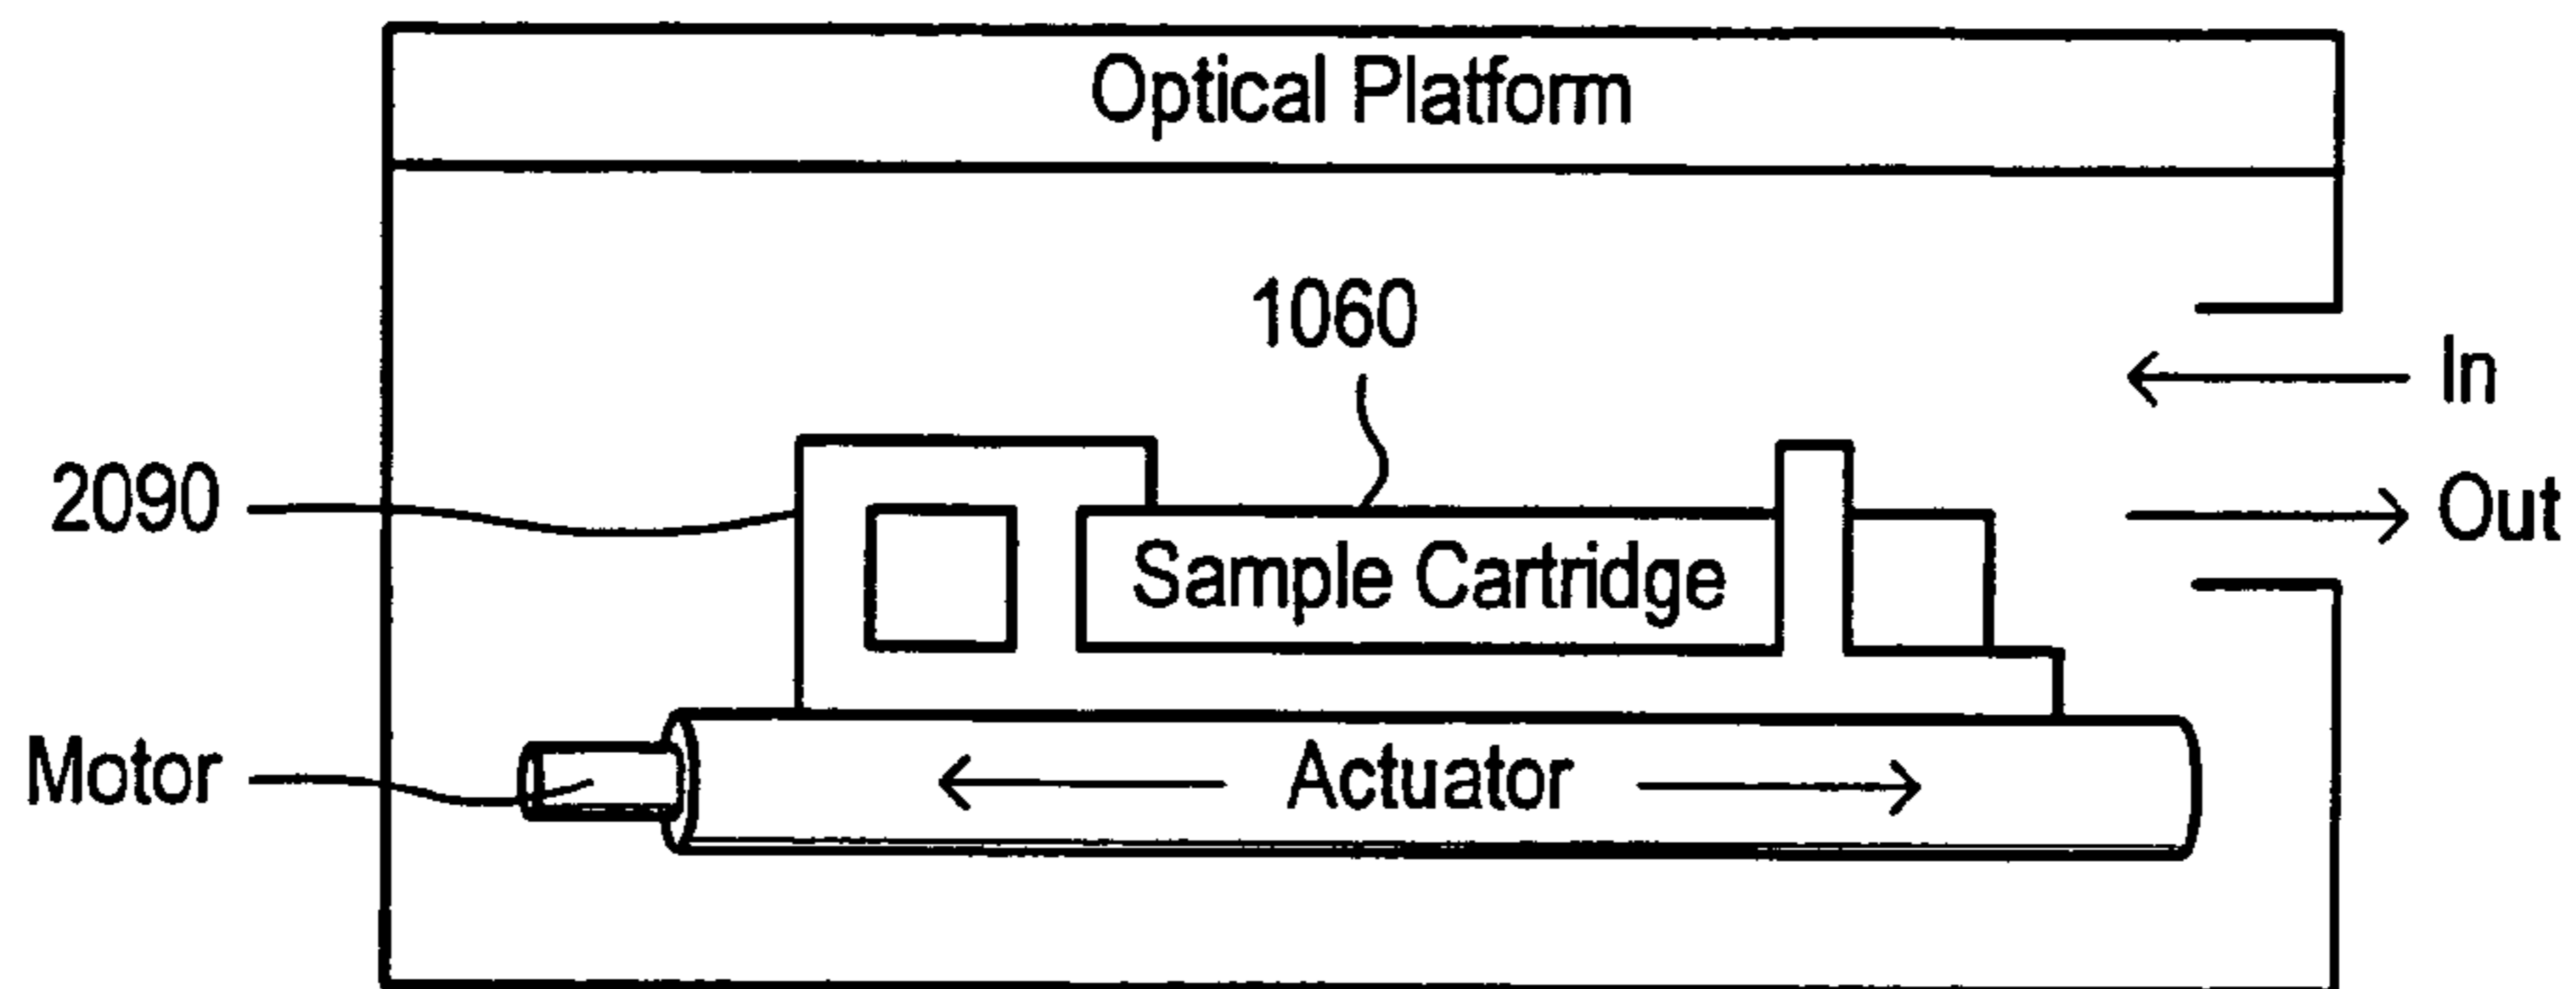 Optical Platform
1060
In
2090
Out
Sample Cartridge
Motor
Actuator